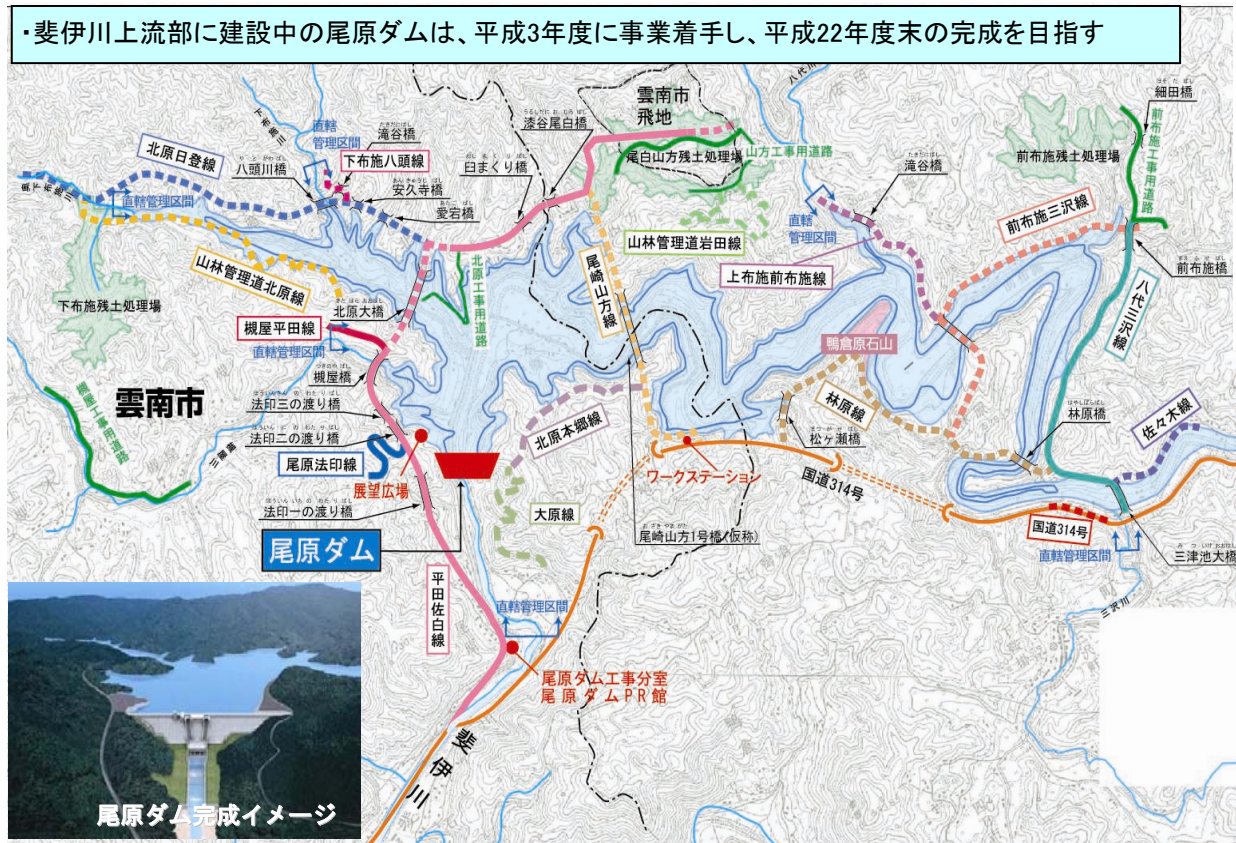 ・斐伊川上流部に建設中の尾原ダムは、平成3年度に事業着手し、平成22年度末の完成を目指す
八代川
細田橋
下布施川
直轄
管理区間
滝谷橋
漆谷尾白橋
雲南市
飛地
北原日登線
八頭川橋
下布施八頭線
臼まくり橋
尾白山方残土処理場
山方工事用道路
前布施残土処理場
前布施工事用道路
安久寺橋
滝谷橋
奥下布施川
直轄管理区間
愛宕橋
直轄
管理区間
前布施三沢線
山林管理道岩田線
上布施前布施線
前布施橋
山林管理道北原線
北原工事用道路
尾崎山方線
八代三沢線
下布施残土処理場
北原大橋
槻屋平田線
直轄管理区間
鴨倉原石山
槻屋橋
雲南市
槻屋工事用道路
法印三の渡り橋
北原本郷線
林原線
林原橋
佐々木線
法印二の渡り橋
松ヶ瀬橋
尾原法印線
展望広場
ワークステーション
国道314号
法印一の渡り橋
大原線
尾崎山方1号橋(仮称)
国道314号
尾原ダム
直轄管理区間
三津池大橋
平田佐白線
直轄管理区間
三沢川
尾原ダム工事分室
尾原ダムPR館
斐伊川
尾原ダム完成イメージ